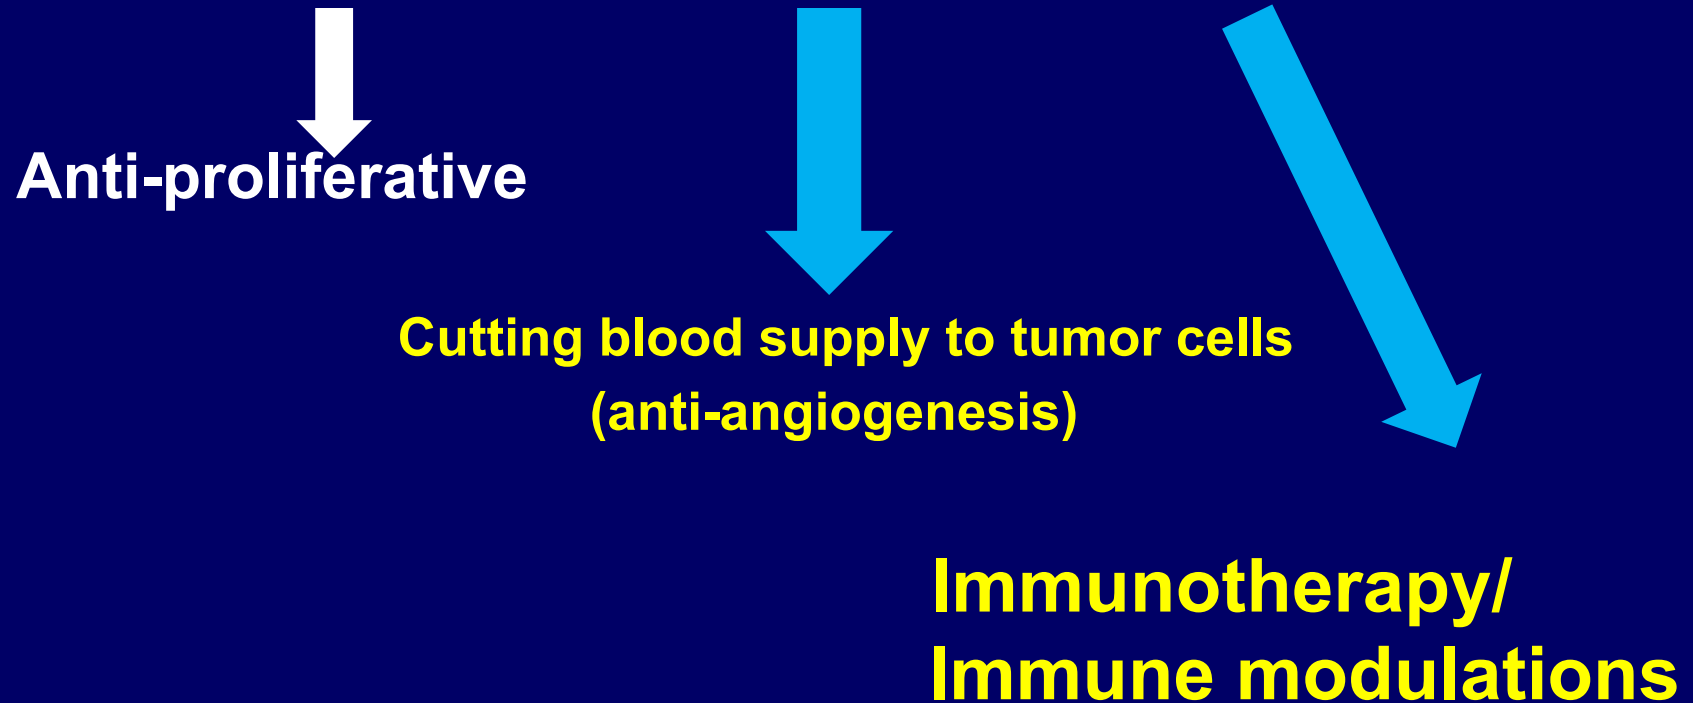 Anti-proliferative
Cutting blood supply to tumor cells
(anti-angiogenesis)
Immunotherapy/
Immune modulations